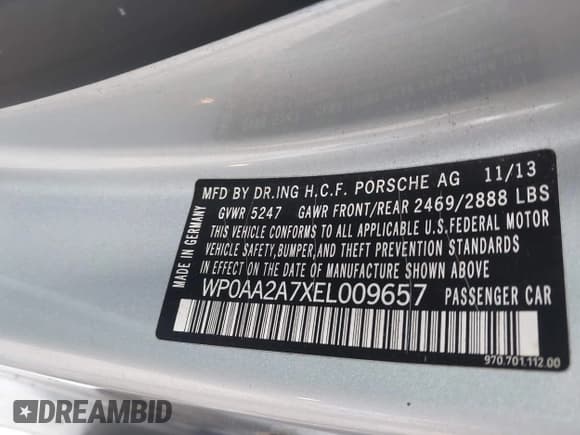 MFD BY DR.ING H.C.F. PORSCHE AG 11/13
GVWR 5247 GAWR FRONT/REAR 2469/2888 LBS
THIS VEHICLE CONFORMS TO ALL APPLICABLE U.S.FEDERAL MOTOR
VEHICLE SAFETY,BUMPER,AND THEFT PREVENTION STANDARDS
IN EFFECT ON THE DATE OF MANUFACTURE SHOWN ABOVE
WP0AA2A7XEL009657 PASSENGER CAR
MADE IN GERMANY
970.701.112.00
DREAMBID